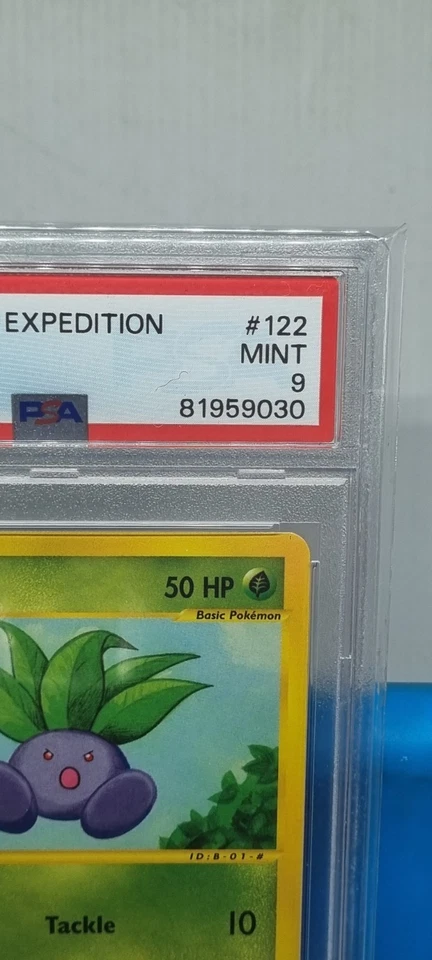 EXPEDITION #122
MINT
9
PSA 81959030
50 HP
Basic Pokémon
ID:B-01-#
Tackle 10